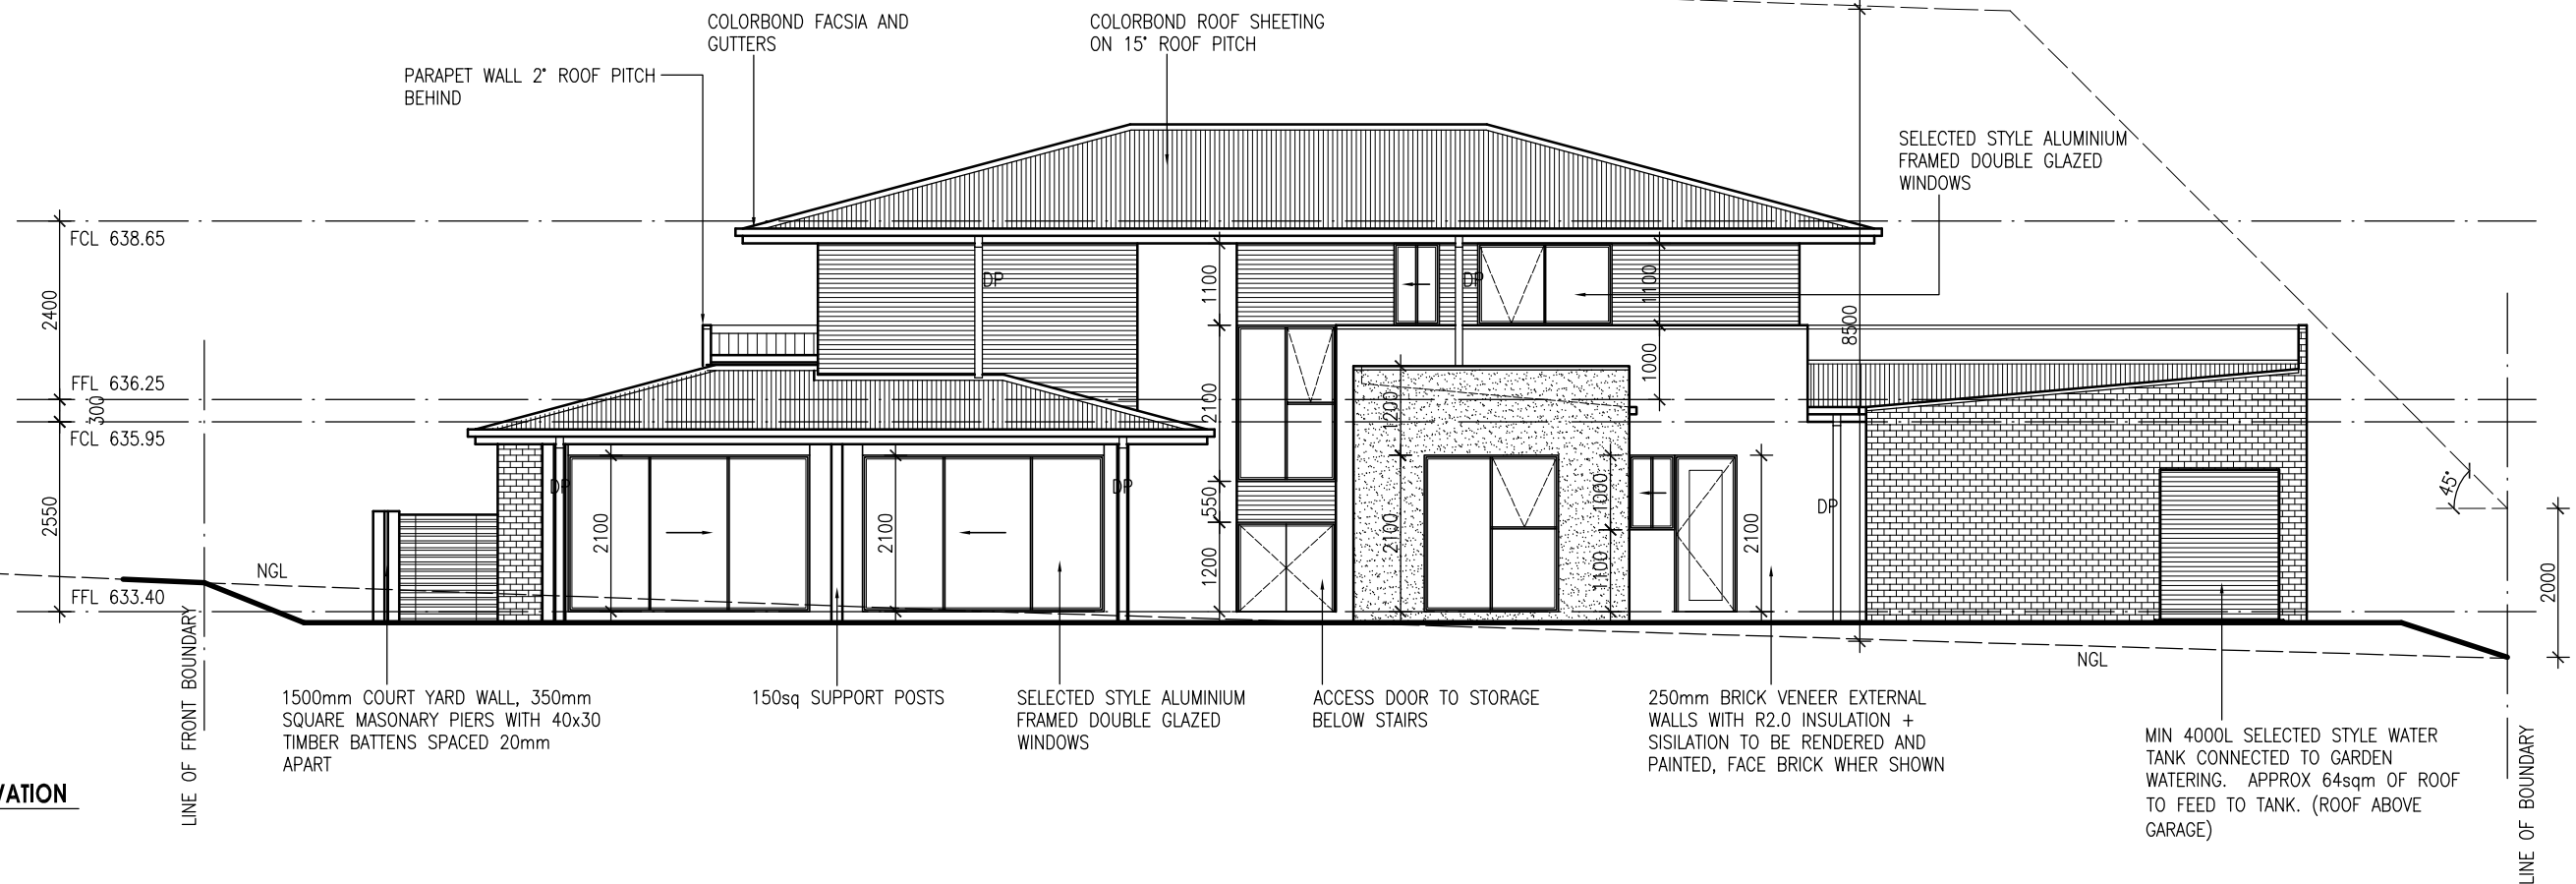 COLORBOND FACSIA AND
GUTTERS
COLORBOND ROOF SHEETING
ON 15° ROOF PITCH
PARAPET WALL 2° ROOF PITCH
BEHIND
SELECTED STYLE ALUMINIUM
FRAMED DOUBLE GLAZED
WINDOWS
FCL 638.65
2400
FFL 636.25
300
FCL 635.95
2550
FFL 633.40
NGL
DP
DP
1100
1100
8500
1000
2100
1200
DP
DP
DP
2100
2100
550
1200
2100
1000
1100
2100
45°
2000
NGL
LINE OF FRONT BOUNDARY
1500mm COURT YARD WALL, 350mm
SQUARE MASONARY PIERS WITH 40x30
TIMBER BATTENS SPACED 20mm
APART
150sq SUPPORT POSTS
SELECTED STYLE ALUMINIUM
FRAMED DOUBLE GLAZED
WINDOWS
ACCESS DOOR TO STORAGE
BELOW STAIRS
250mm BRICK VENEER EXTERNAL
WALLS WITH R2.0 INSULATION +
SISILATION TO BE RENDERED AND
PAINTED, FACE BRICK WHER SHOWN
MIN 4000L SELECTED STYLE WATER
TANK CONNECTED TO GARDEN
WATERING. APPROX 64sqm OF ROOF
TO FEED TO TANK. (ROOF ABOVE
GARAGE)
LINE OF BOUNDARY
VATION